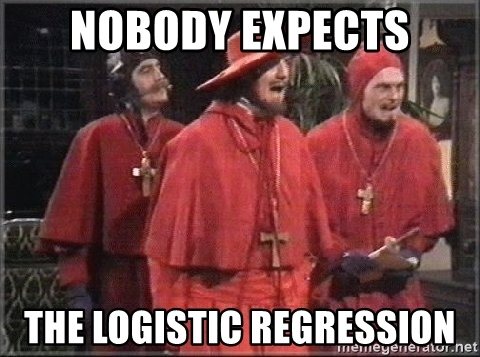 NOBODY EXPECTS
THE LOGISTIC REGRESSION
memegenerator.net